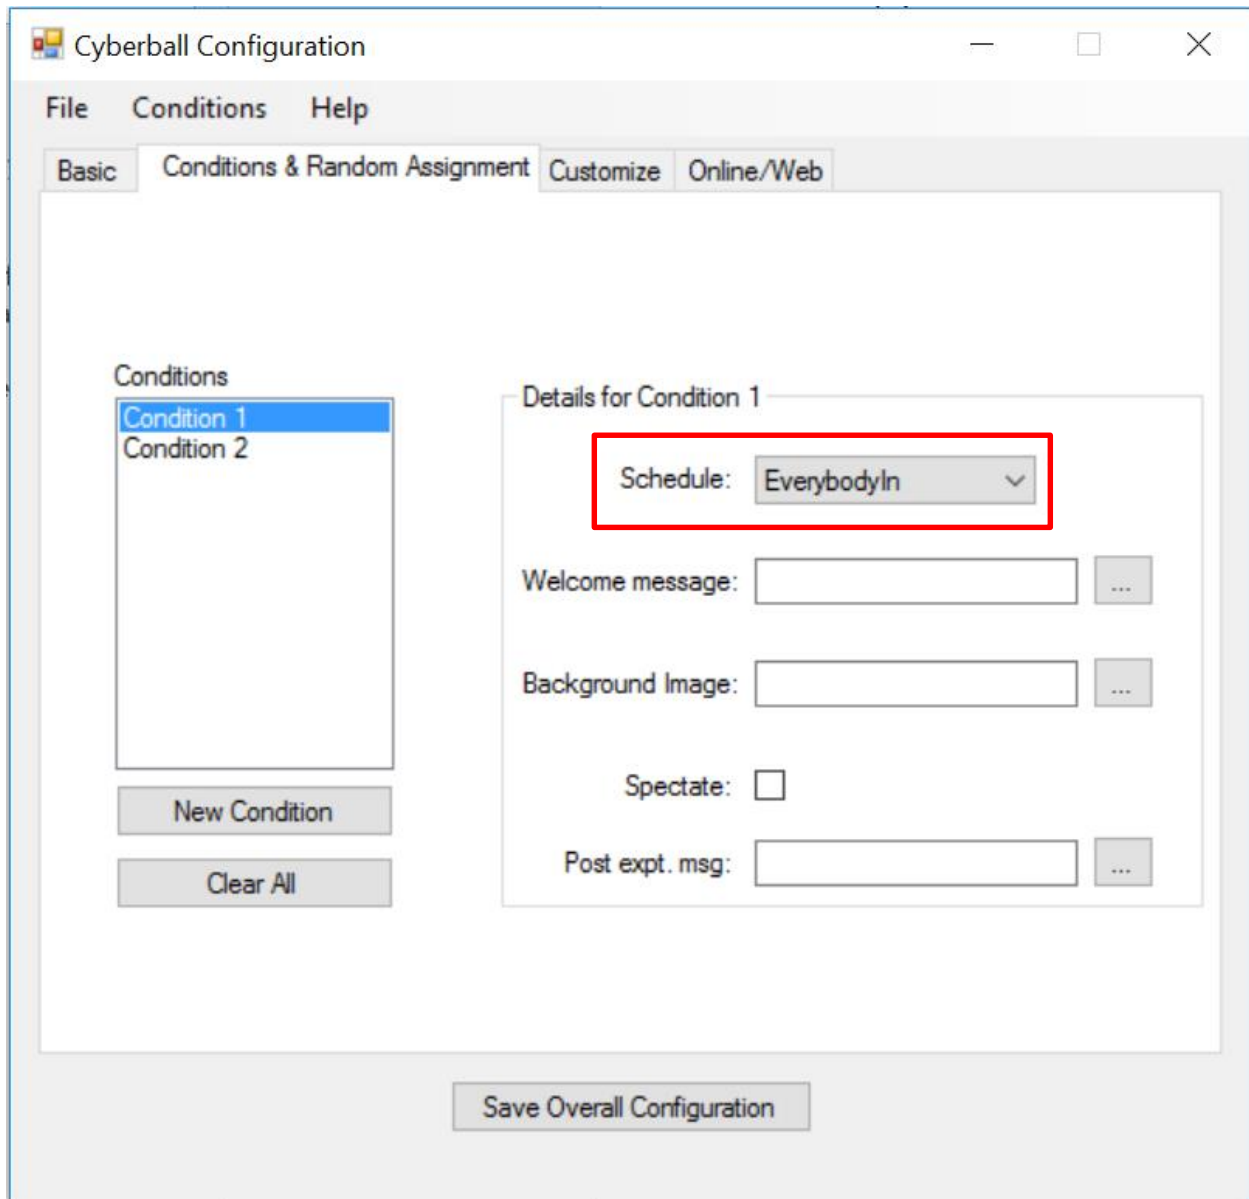 Cyberball Configuration
File Conditions Help
Basic Conditions & Random Assignment Customize Online/Web
Conditions
Condition 1
Condition 2
New Condition
Clear All
Details for Condition 1
Schedule: EverybodyIn
Welcome message: ...
Background Image: ...
Spectate:
Post expt. msg: ...
Save Overall Configuration